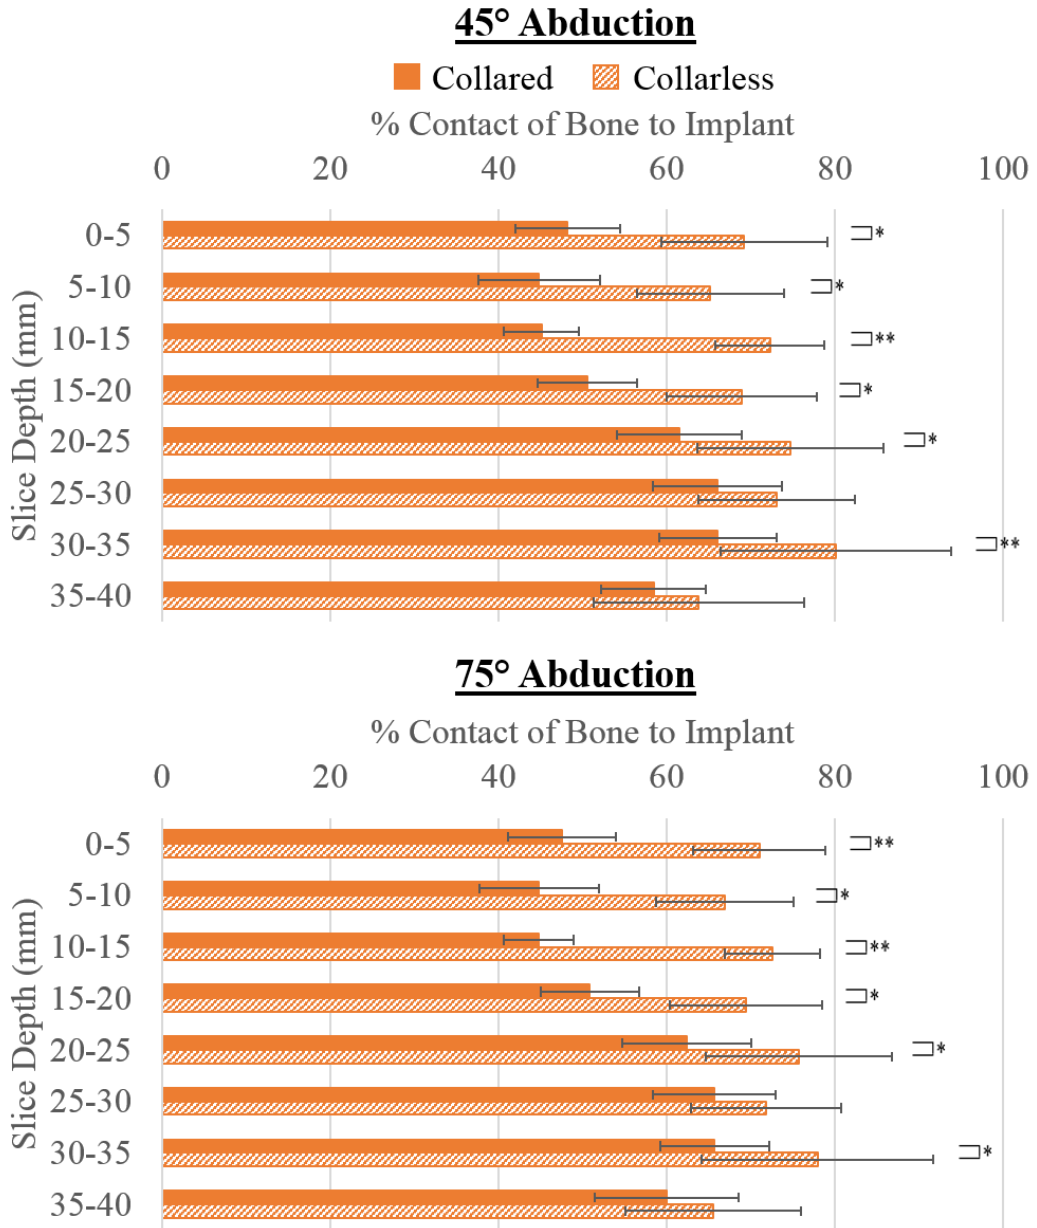 45° Abduction
Collared Collarless
% Contact of Bone to Implant
0 20 40 60 80 100
Slice Depth (mm)
0-5 *
5-10 *
10-15 **
15-20 *
20-25 *
25-30
30-35 **
35-40
75° Abduction
% Contact of Bone to Implant
0 20 40 60 80 100
Slice Depth (mm)
0-5 **
5-10 *
10-15 **
15-20 *
20-25 *
25-30
30-35 *
35-40